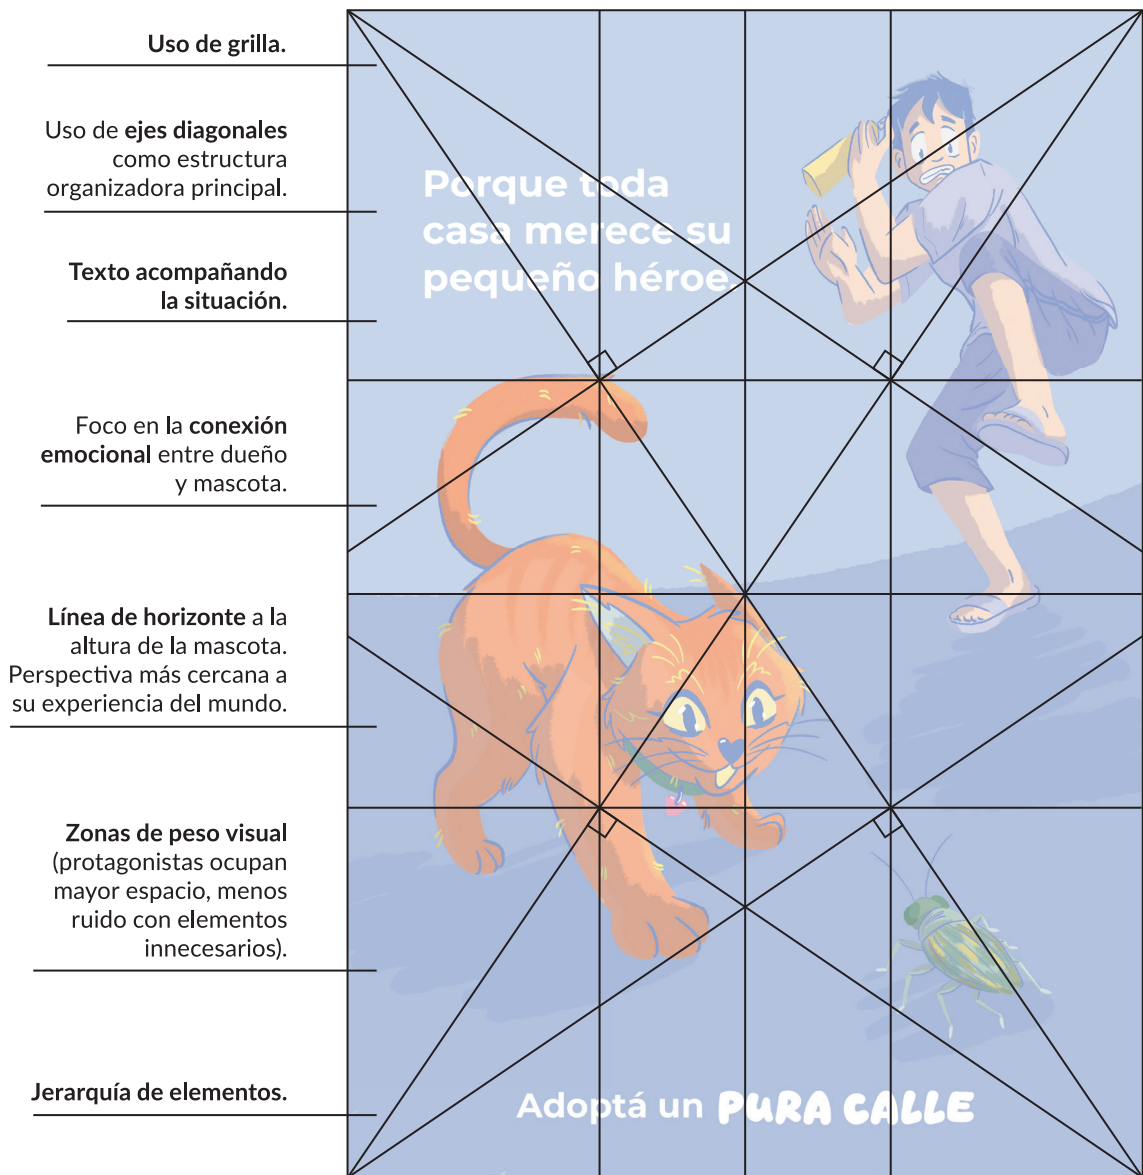 Uso de grilla.
Uso de ejes diagonales
como estructura
organizadora principal.
Texto acompañando
la situación.
Foco en la conexión
emocional entre dueño
y mascota.
Línea de horizonte a la
altura de la mascota.
Perspectiva más cercana a
su experiencia del mundo.
Zonas de peso visual
(protagonistas ocupan
mayor espacio, menos
ruido con elementos
innecesarios).
Jerarquía de elementos.
Porque toda
casa merece su
pequeño héroe.
Adoptá un PURA CALLE